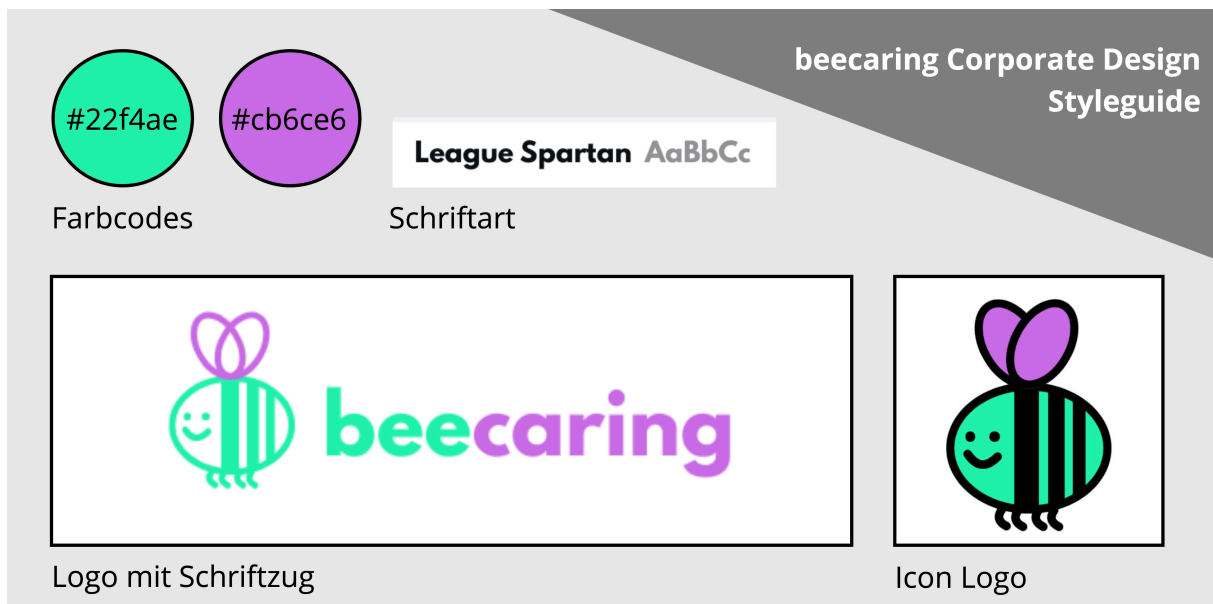 beecaring Corporate Design
Styleguide
#22f4ae
#cb6ce6
League Spartan AaBbCc
Farbcodes
Schriftart
beecaring
Logo mit Schriftzug
Icon Logo